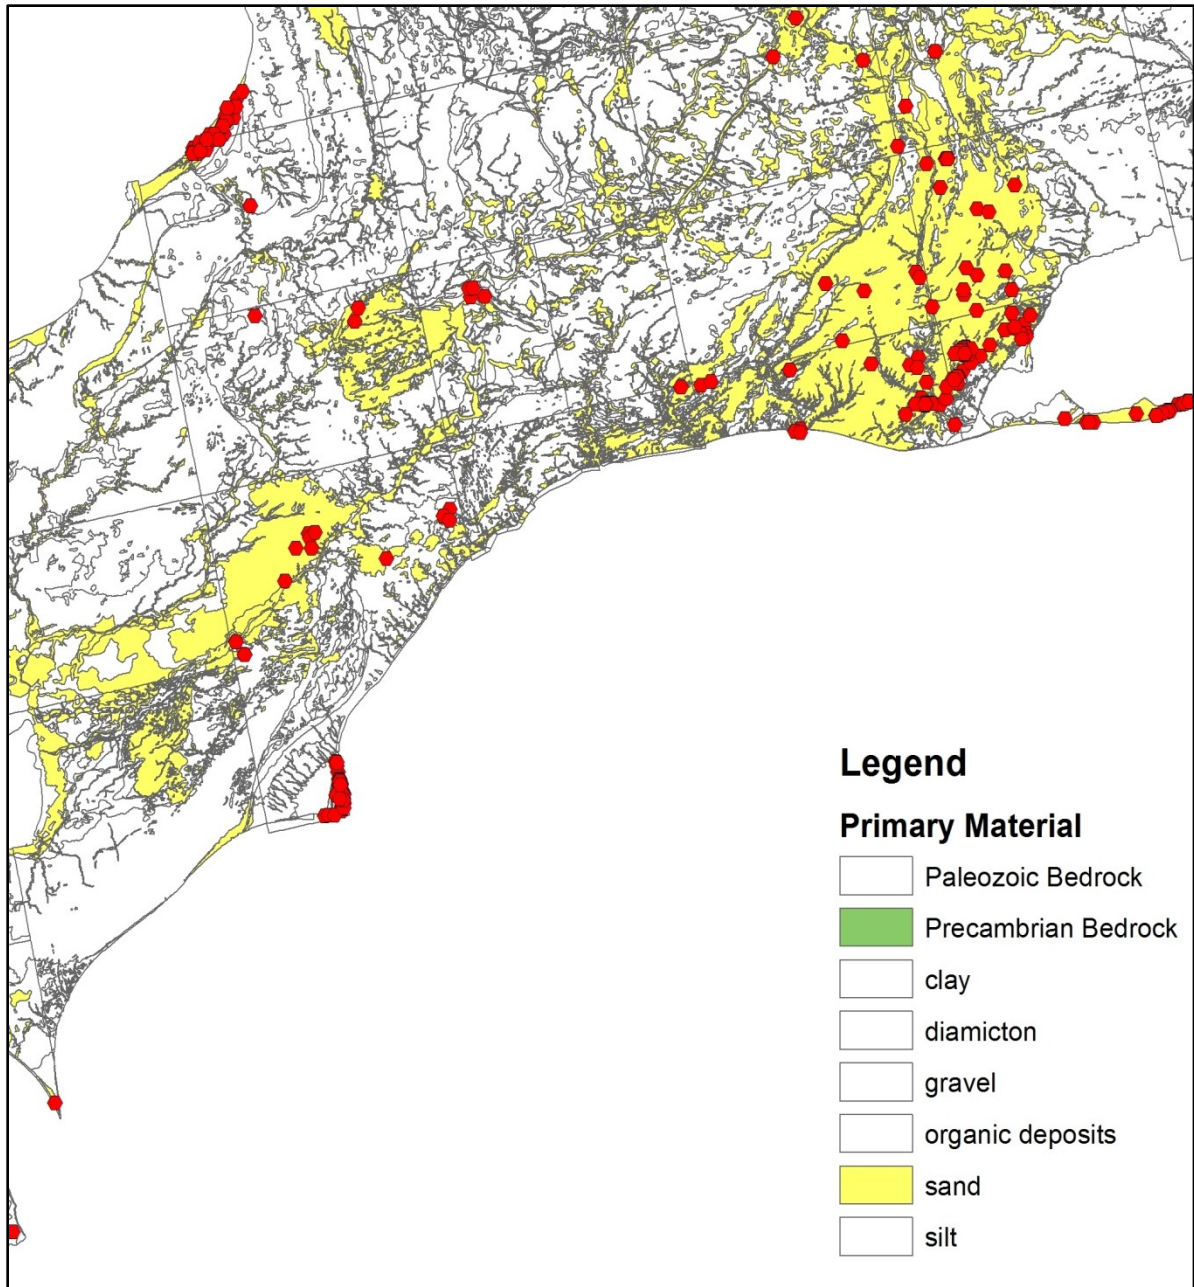 Legend
Primary Material
Paleozoic Bedrock
Precambrian Bedrock
clay
diamicton
gravel
organic deposits
sand
silt